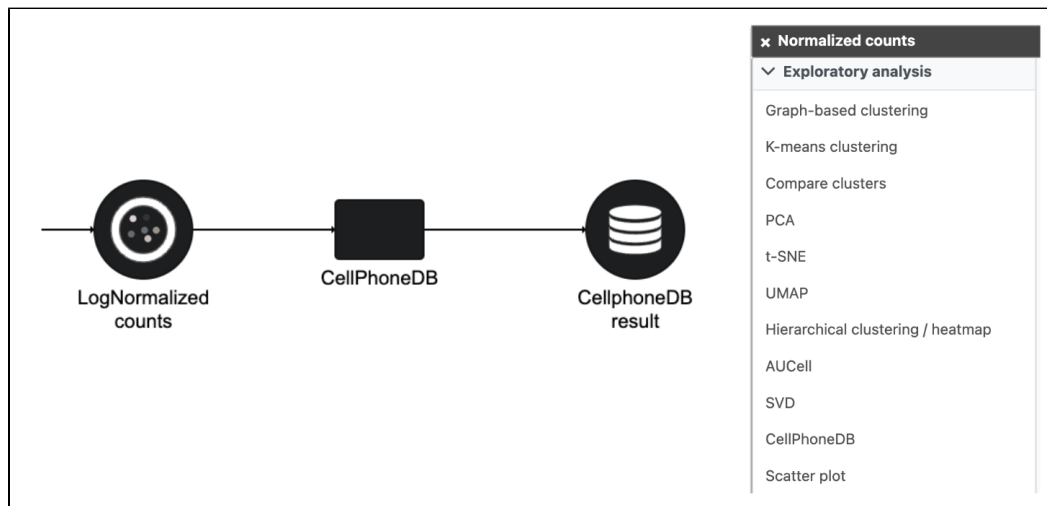 LogNormalized
counts
CellPhoneDB
CellphoneDB
result
× Normalized counts
Exploratory analysis
Graph-based clustering
K-means clustering
Compare clusters
PCA
t-SNE
UMAP
Hierarchical clustering / heatmap
AUCell
SVD
CellPhoneDB
Scatter plot